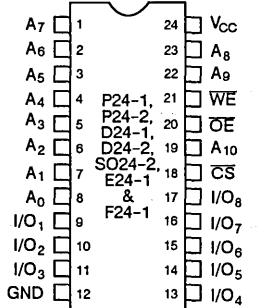 A7 1 24 VCC
A6 2 23 A8
A5 3 22 A9
A4 4 P24-1, 21 W̅E̅
A3 5 P24-2, 20 O̅E̅
D24-1,
A2 6 D24-2, 19 A10
SO24-2,
A1 7 E24-1 18 C̅S̅
A0 8 & 17 I/O8
I/O1 9 F24-1 16 I/O7
I/O2 10 15 I/O6
I/O3 11 14 I/O5
GND 12 13 I/O4